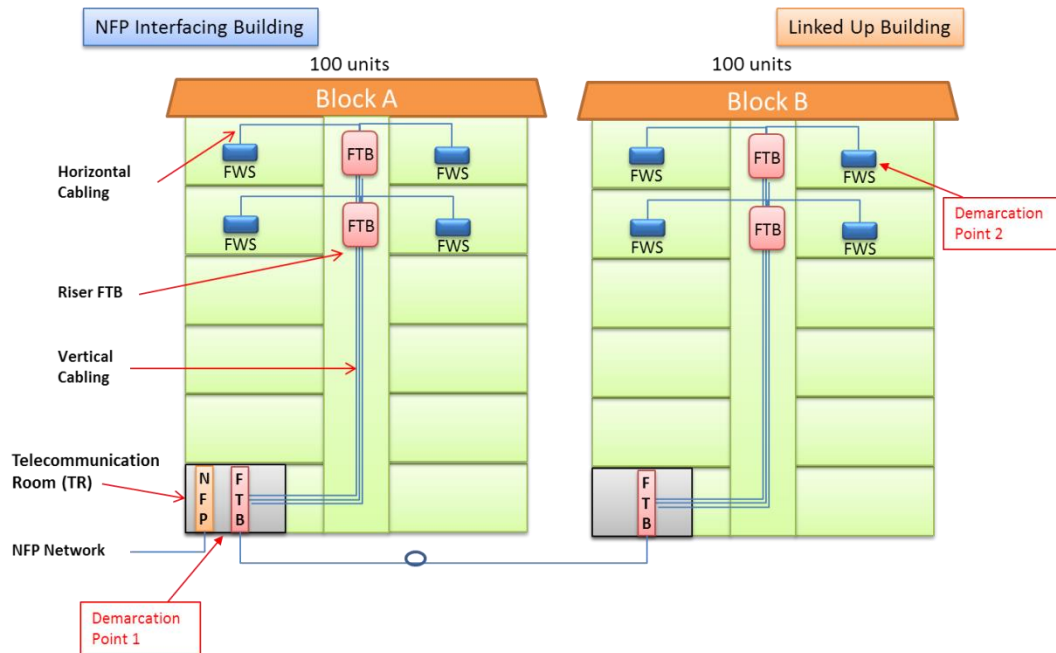 NFP Interfacing Building
Linked Up Building
100 units
100 units
Block A
Block B
FTB
FWS
FWS
FTB
FWS
FWS
FTB
FWS
FWS
FTB
FWS
FWS
Horizontal
Cabling
Demarcation
Point 2
Riser FTB
Vertical
Cabling
Telecommunication
Room (TR)
N
F
P
F
T
B
F
T
B
NFP Network
Demarcation
Point 1